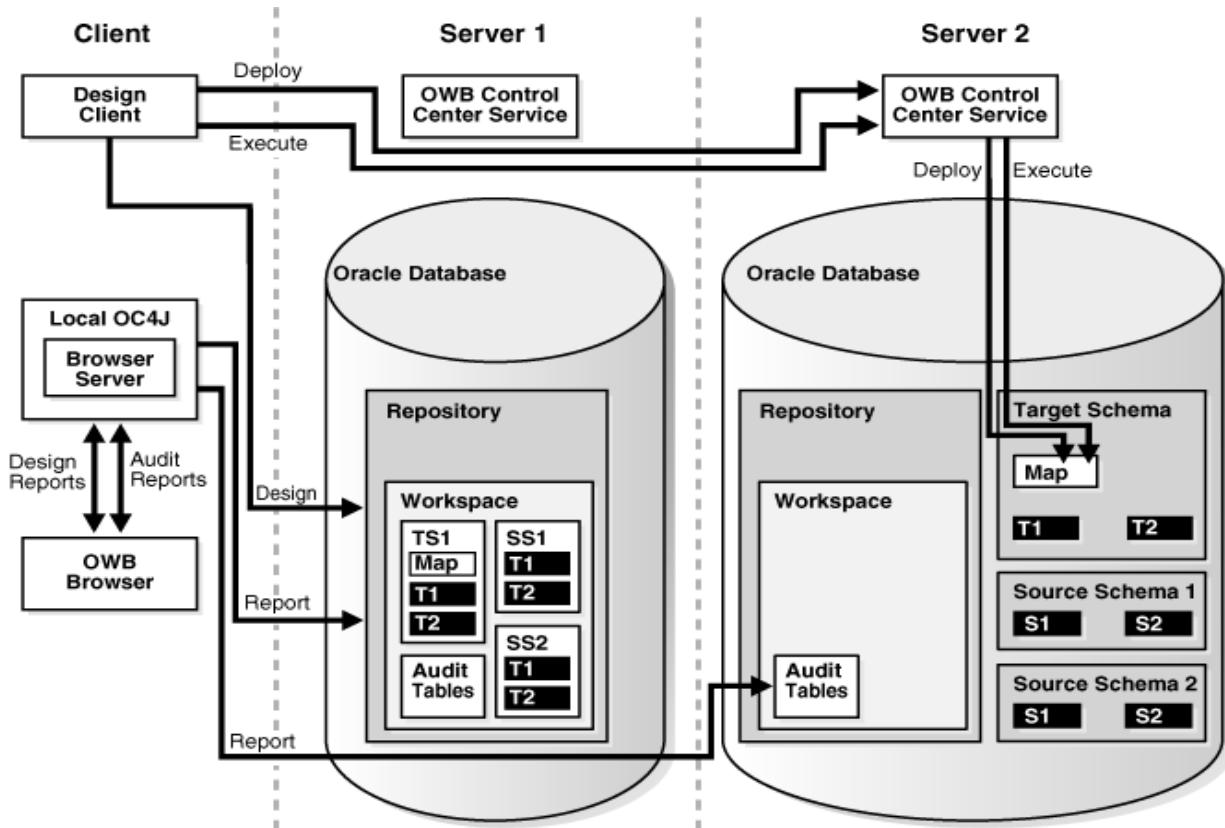 Client
Server 1
Server 2
Deploy
Design
Client
Execute
OWB Control
Center Service
OWB Control
Center Service
Deploy
Execute
Oracle Database
Oracle Database
Local OC4J
Browser
Server
Design
Reports
Audit
Reports
OWB
Browser
Design
Report
Report
Repository
Workspace
TS1
Map
T1
T2
SS1
T1
T2
Audit
Tables
SS2
T1
T2
Repository
Workspace
Audit
Tables
Target Schema
Map
T1
T2
Source Schema 1
S1
S2
Source Schema 2
S1
S2